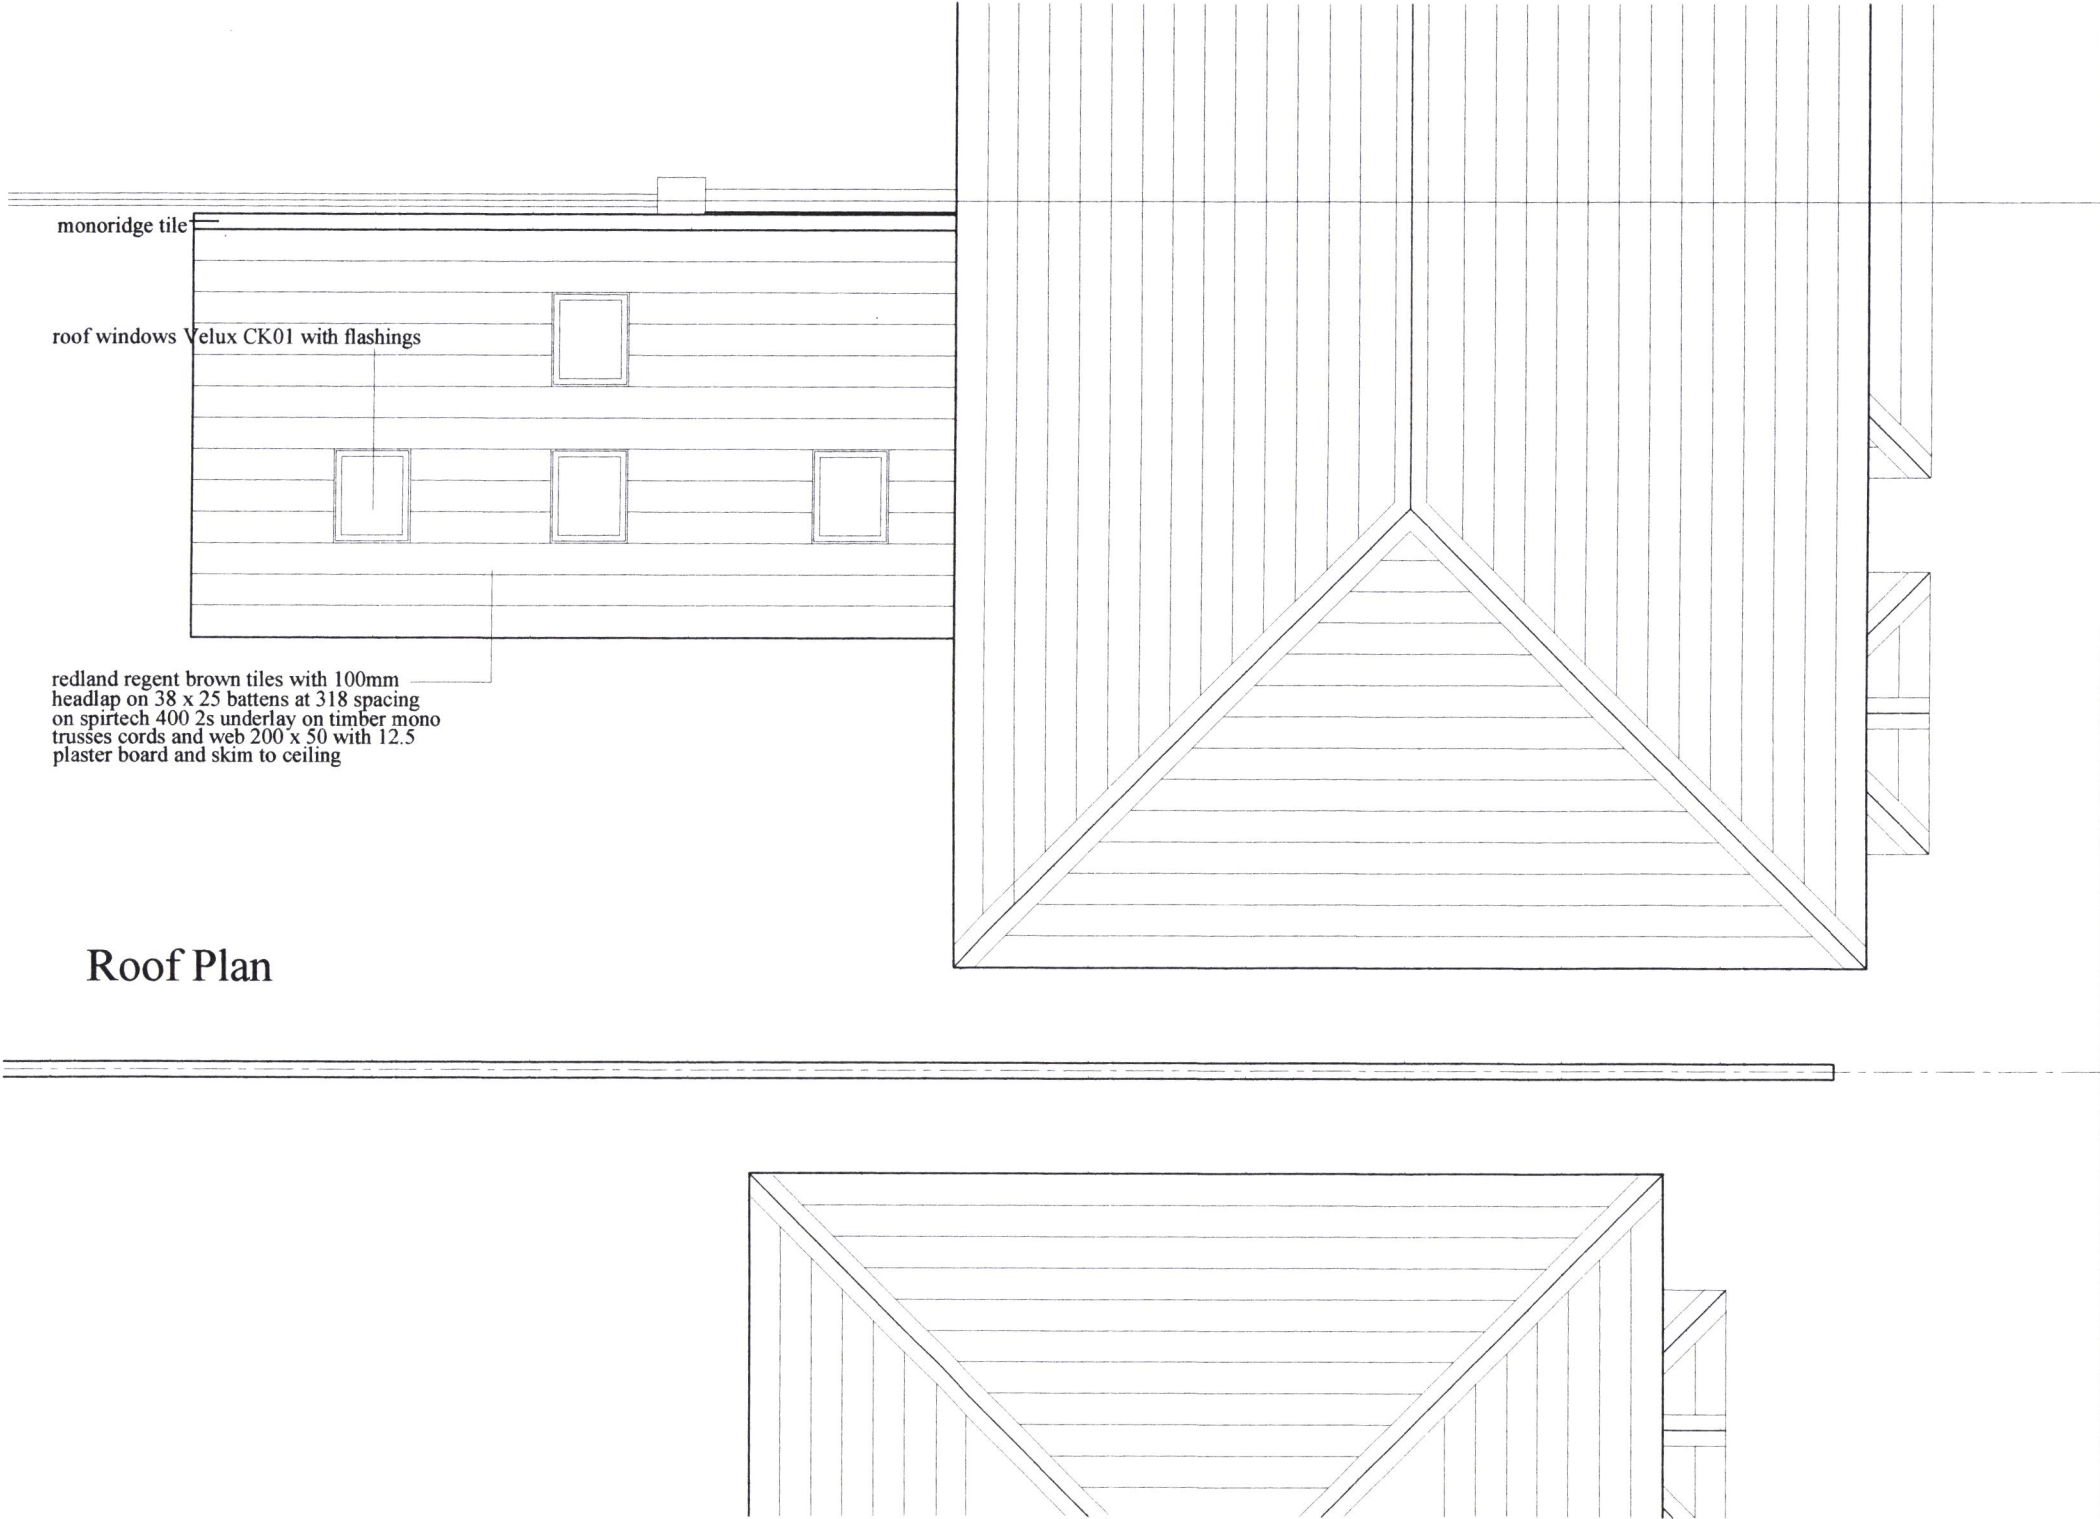 monoridge tile
roof windows Velux CK01 with flashings
redland regent brown tiles with 100mm
headlap on 38 x 25 battens at 318 spacing
on spirtech 400 2s underlay on timber mono
trusses cords and web 200 x 50 with 12.5
plaster board and skim to ceiling
Roof Plan